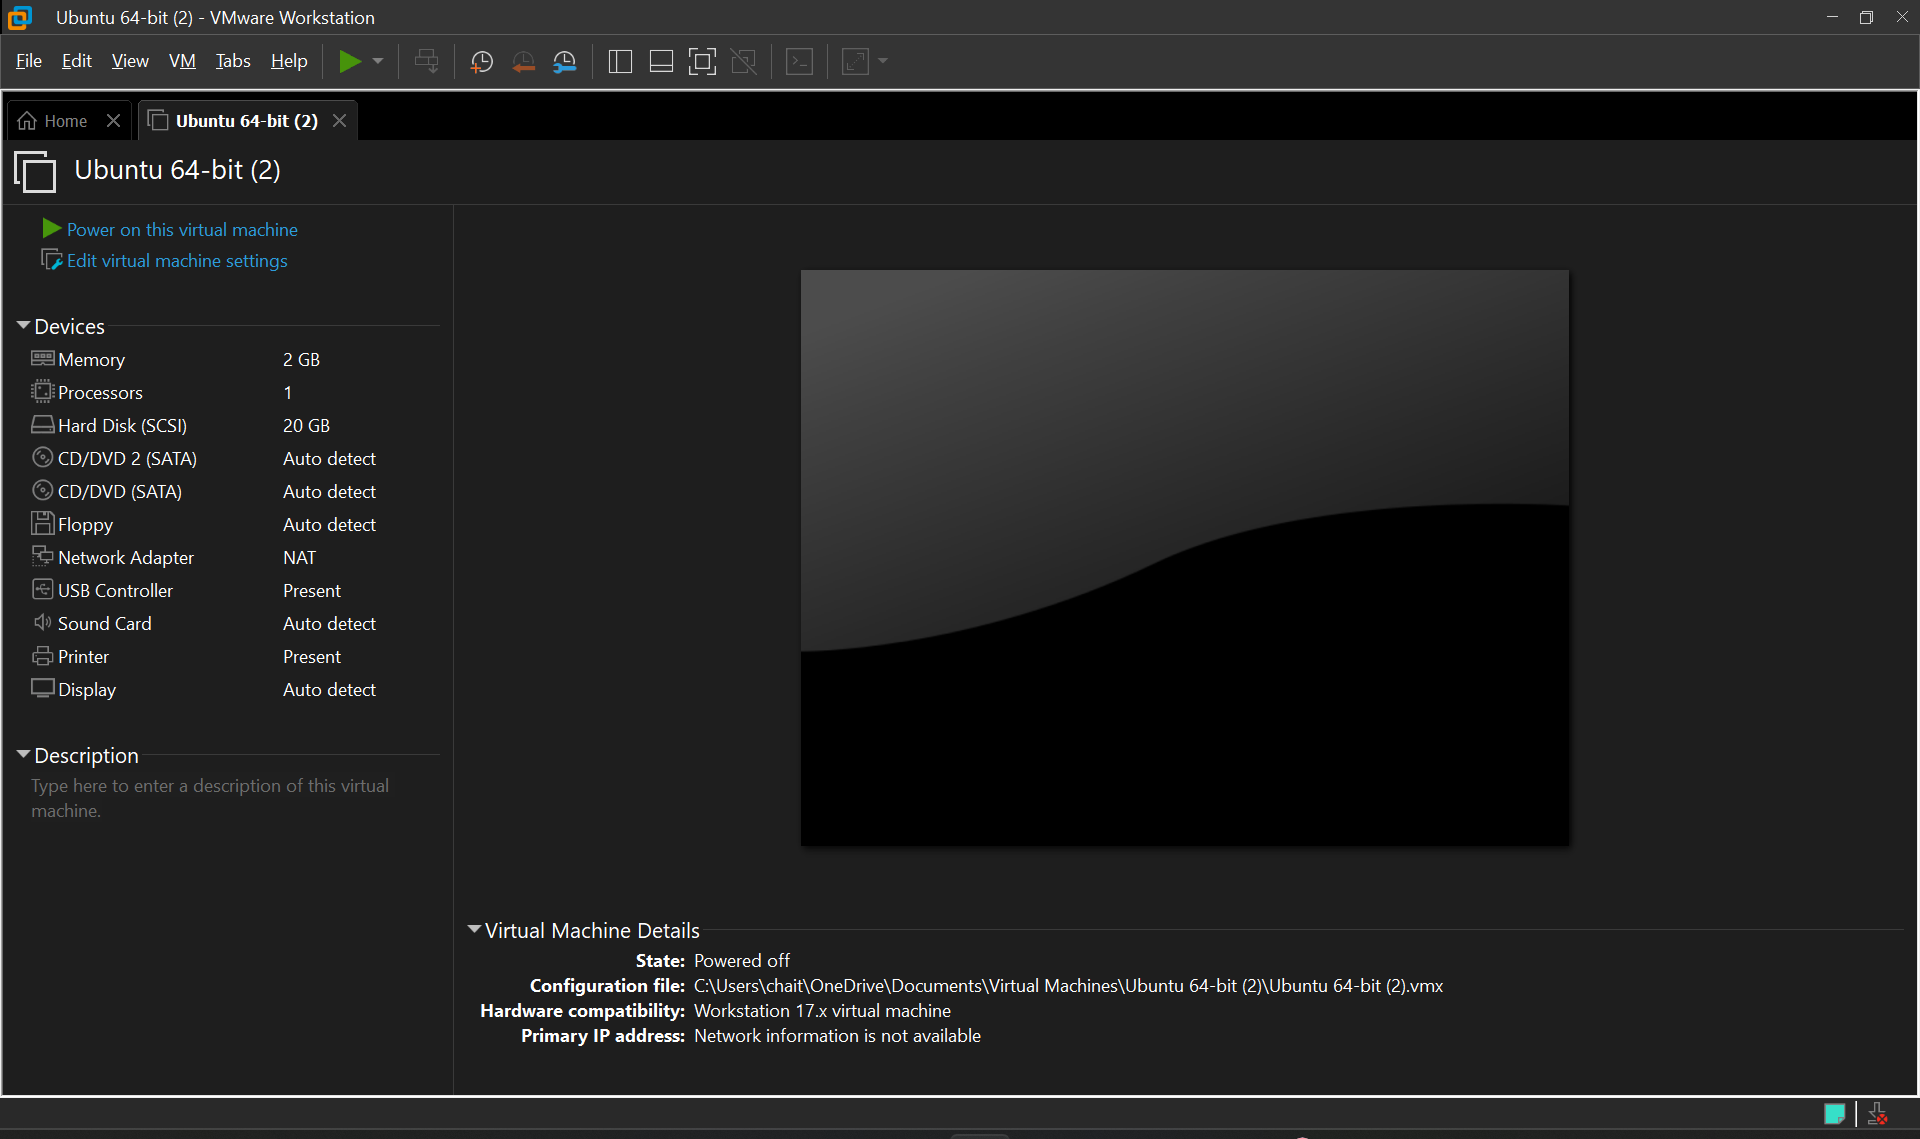 Ubuntu 64-bit (2) - VMware Workstation
File Edit View VM Tabs Help
Home
Ubuntu 64-bit (2)
Ubuntu 64-bit (2)
Power on this virtual machine
Edit virtual machine settings
Devices
Memory 2 GB
Processors 1
Hard Disk (SCSI) 20 GB
CD/DVD 2 (SATA) Auto detect
CD/DVD (SATA) Auto detect
Floppy Auto detect
Network Adapter NAT
USB Controller Present
Sound Card Auto detect
Printer Present
Display Auto detect
Description
Type here to enter a description of this virtual
machine.
Virtual Machine Details
State: Powered off
Configuration file: C:\Users\chait\OneDrive\Documents\Virtual Machines\Ubuntu 64-bit (2)\Ubuntu 64-bit (2).vmx
Hardware compatibility: Workstation 17.x virtual machine
Primary IP address: Network information is not available